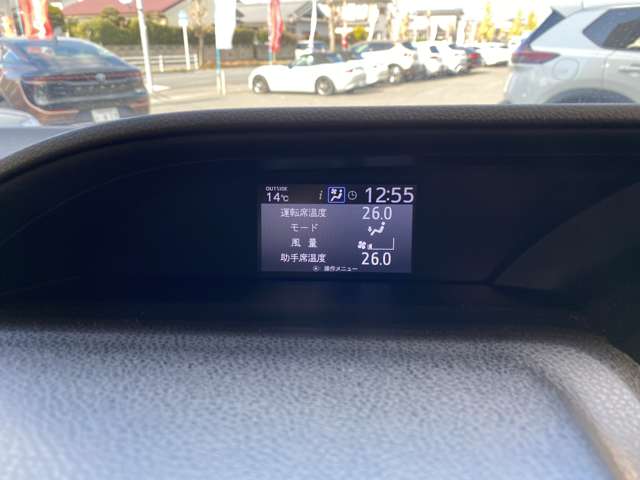 OUTSIDE
14℃ i 12:55
運転席温度 26.0
モード
風 量
助手席温度 26.0
操作メニュー